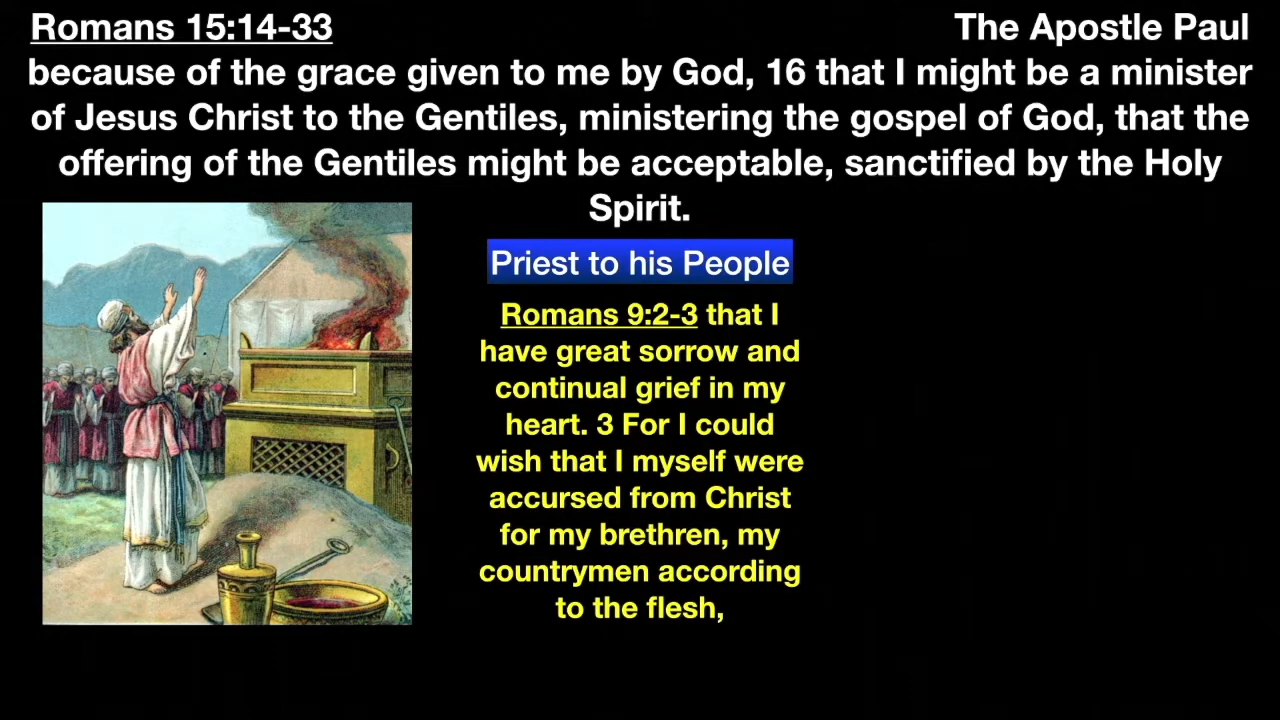 Romans 15:14-33 The Apostle Paul
because of the grace given to me by God, 16 that I might be a minister
of Jesus Christ to the Gentiles, ministering the gospel of God, that the
offering of the Gentiles might be acceptable, sanctified by the Holy
Spirit.
Priest to his People
Romans 9:2-3 that I
have great sorrow and
continual grief in my
heart. 3 For I could
wish that I myself were
accursed from Christ
for my brethren, my
countrymen according
to the flesh,